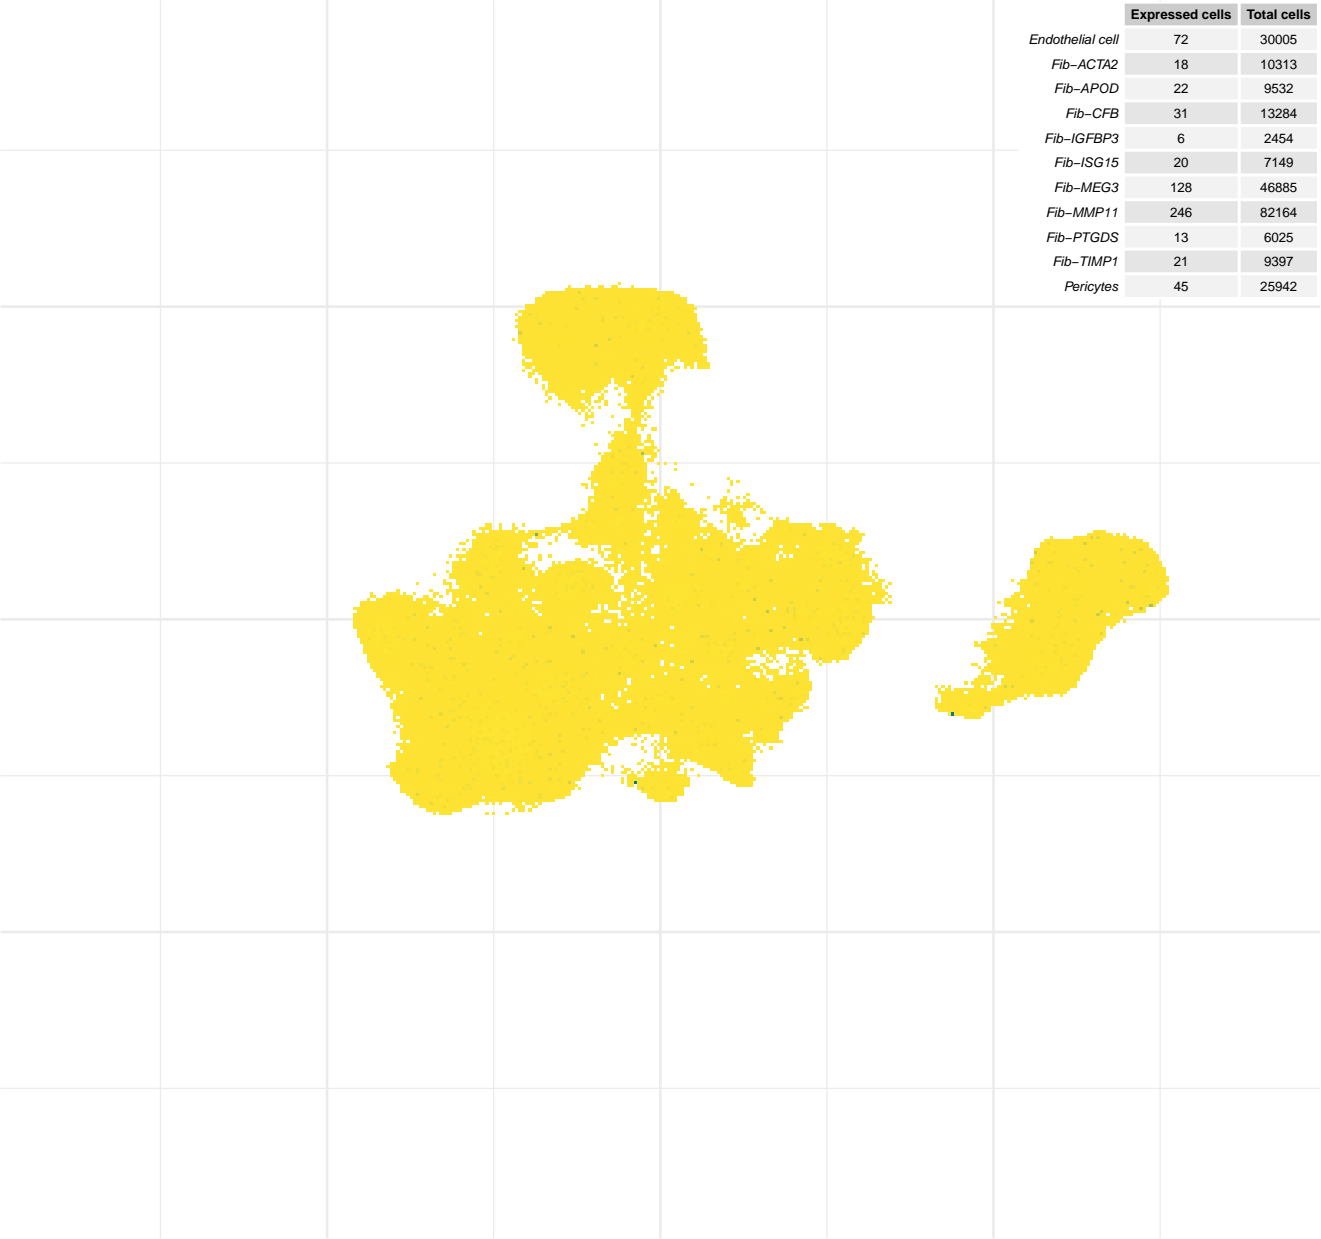 Expressed cells Total cells
Endothelial cell 72 30005
Fib−ACTA2 18 10313
Fib−APOD 22 9532
Fib−CFB 31 13284
Fib−IGFBP3 6 2454
Fib−ISG15 20 7149
Fib−MEG3 128 46885
Fib−MMP11 246 82164
Fib−PTGDS 13 6025
Fib−TIMP1 21 9397
Pericytes 45 25942